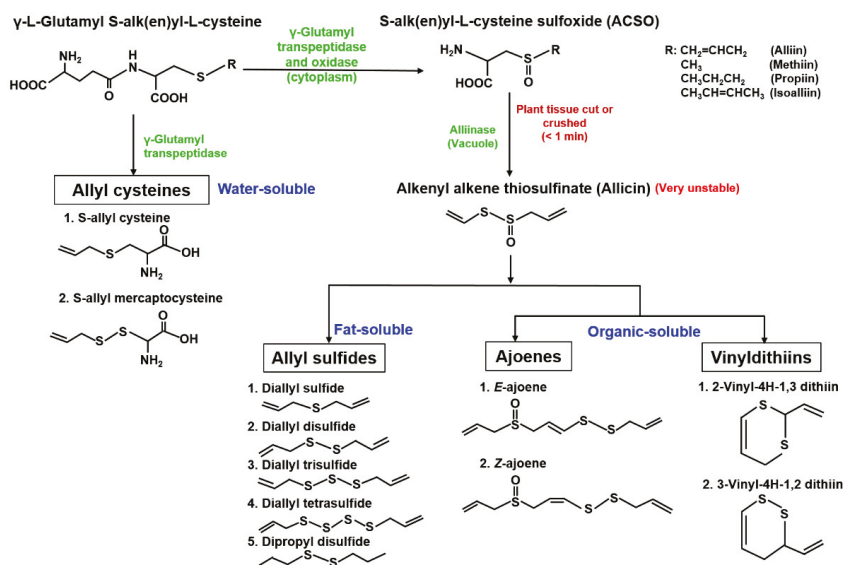 γ-L-Glutamyl S-alk(en)yl-L-cysteine
S-alk(en)yl-L-cysteine sulfoxide (ACSO)
NH2
HOOC
O
H
N
COOH
S
R
γ-Glutamyl
transpeptidase
and oxidase
(cytoplasm)
H2N
HOOC
S
O
R
R: CH2=CHCH2 (Alliin)
CH3 (Methiin)
CH3CH2CH2 (Propiin)
CH3CH=CHCH3 (Isoalliin)
γ-Glutamyl
transpeptidase
Alliinase
(Vacuole)
Plant tissue cut or
crushed
(< 1 min)
Allyl cysteines
Water-soluble
Alkenyl alkene thiosulfinate (Allicin) (Very unstable)
S
S
O
1. S-allyl cysteine
S
O
OH
NH2
2. S-allyl mercaptocysteine
S
S
O
OH
NH2
Fat-soluble
Organic-soluble
Allyl sulfides
Ajoenes
Vinyldithiins
1. Diallyl sulfide
S
2. Diallyl disulfide
S
S
3. Diallyl trisulfide
S
S
S
4. Diallyl tetrasulfide
S
S
S
S
5. Dipropyl disulfide
S
S
1. E-ajoene
O
S
S
S
2. Z-ajoene
O
S
S
S
1. 2-Vinyl-4H-1,3 dithiin
S
S
2. 3-Vinyl-4H-1,2 dithiin
S
S